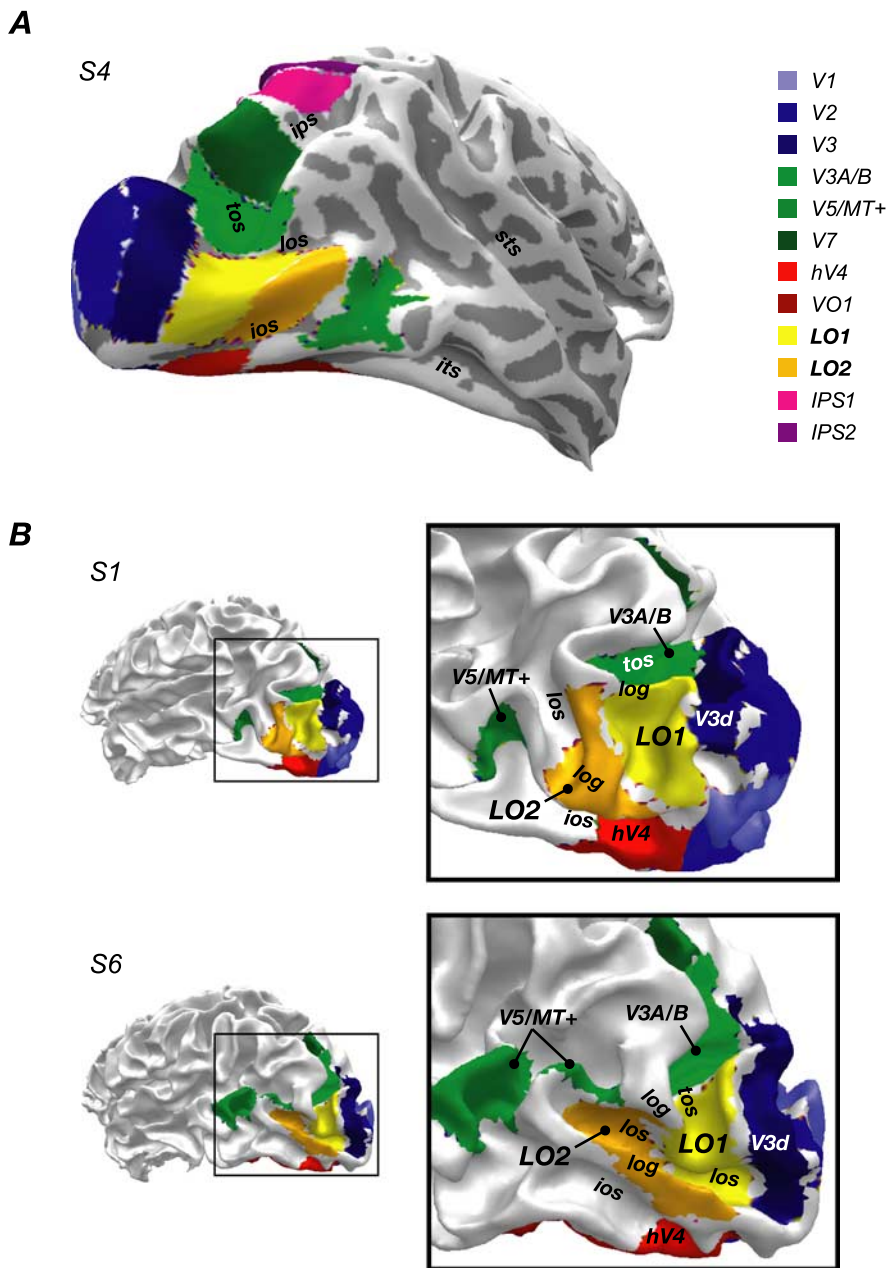 A
S4
V1
V2
V3
V3A/B
V5/MT+
V7
hV4
VO1
LO1
LO2
IPS1
IPS2
ips
tos
los
sts
ios
its
B
S1
V3A/B
tos
V5/MT+
log
los
V3d
LO1
log
LO2
ios
hV4
S6
V5/MT+
V3A/B
log
tos
los
LO1
V3d
LO2
log
los
ios
hV4